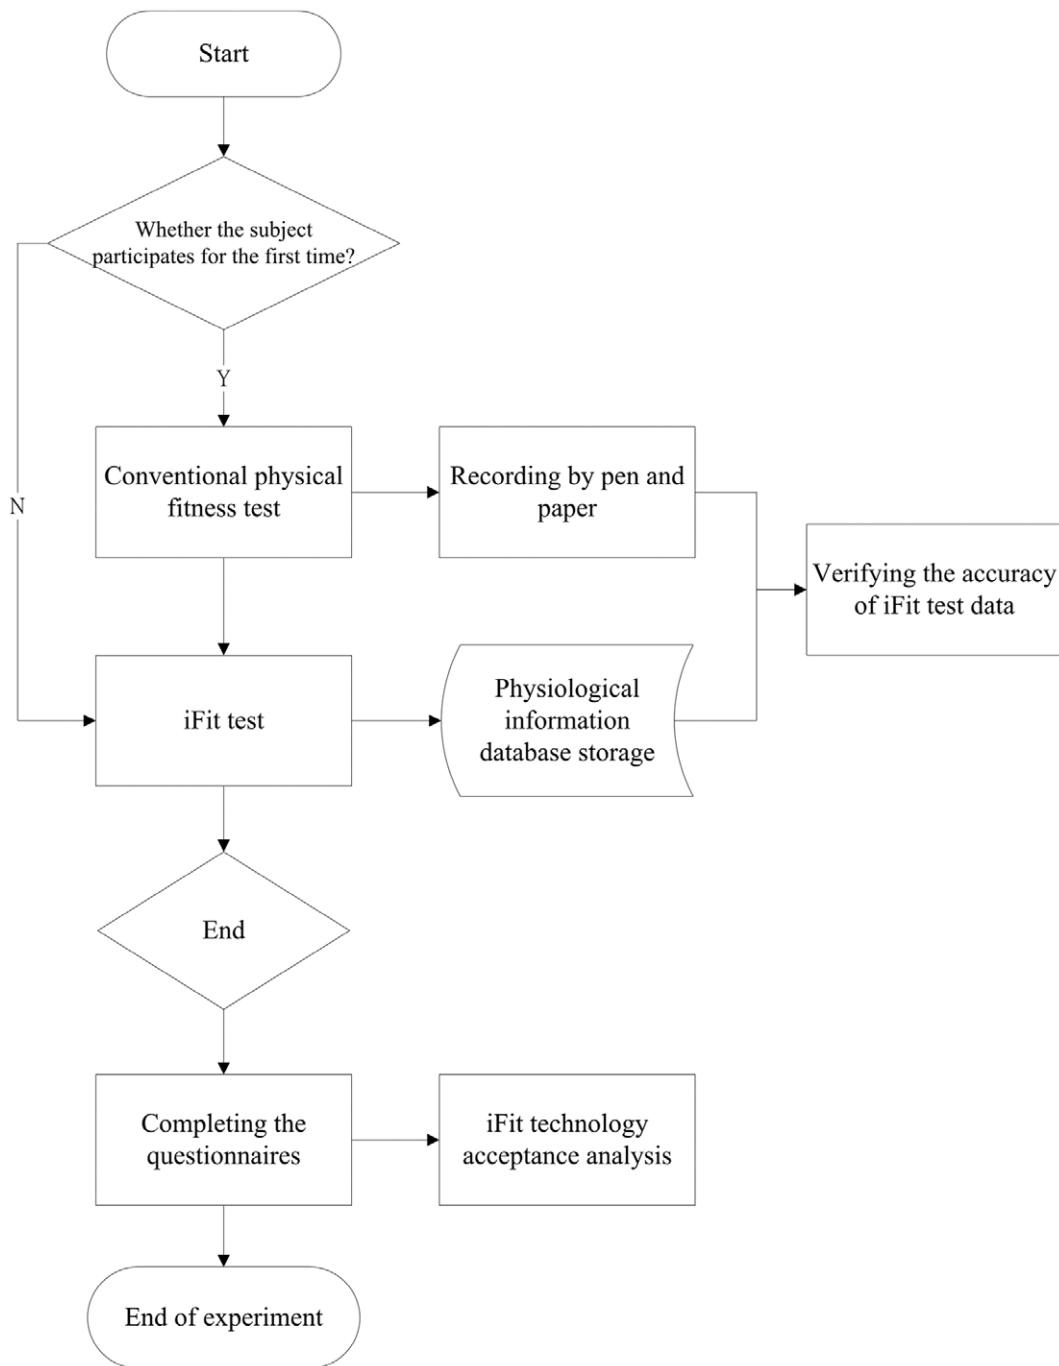 Start
Whether the subject
participates for the first time?
Y
N
Conventional physical
fitness test
Recording by pen and
paper
Verifying the accuracy
of iFit test data
iFit test
Physiological
information
database storage
End
Completing the
questionnaires
iFit technology
acceptance analysis
End of experiment